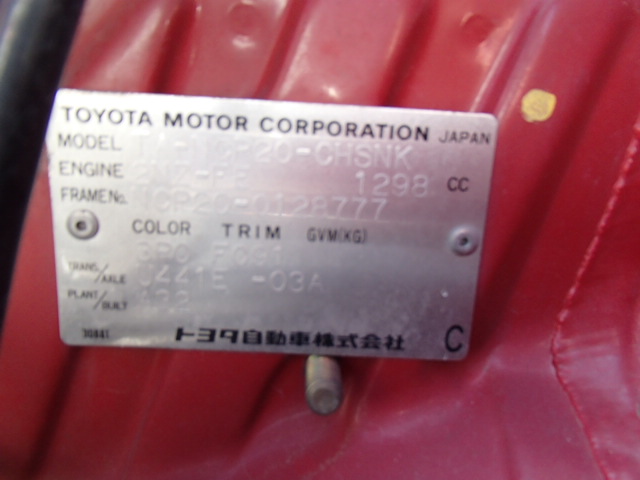 TOYOTA MOTOR CORPORATION JAPAN
MODEL
ENGINE 2NZ-FE 1298 CC
FRAME No. NCP20-0128777
COLOR TRIM GVM(KG)
TRANS./AXLE -03A
PLANT/BUILT
トヨタ自動車株式会社 C